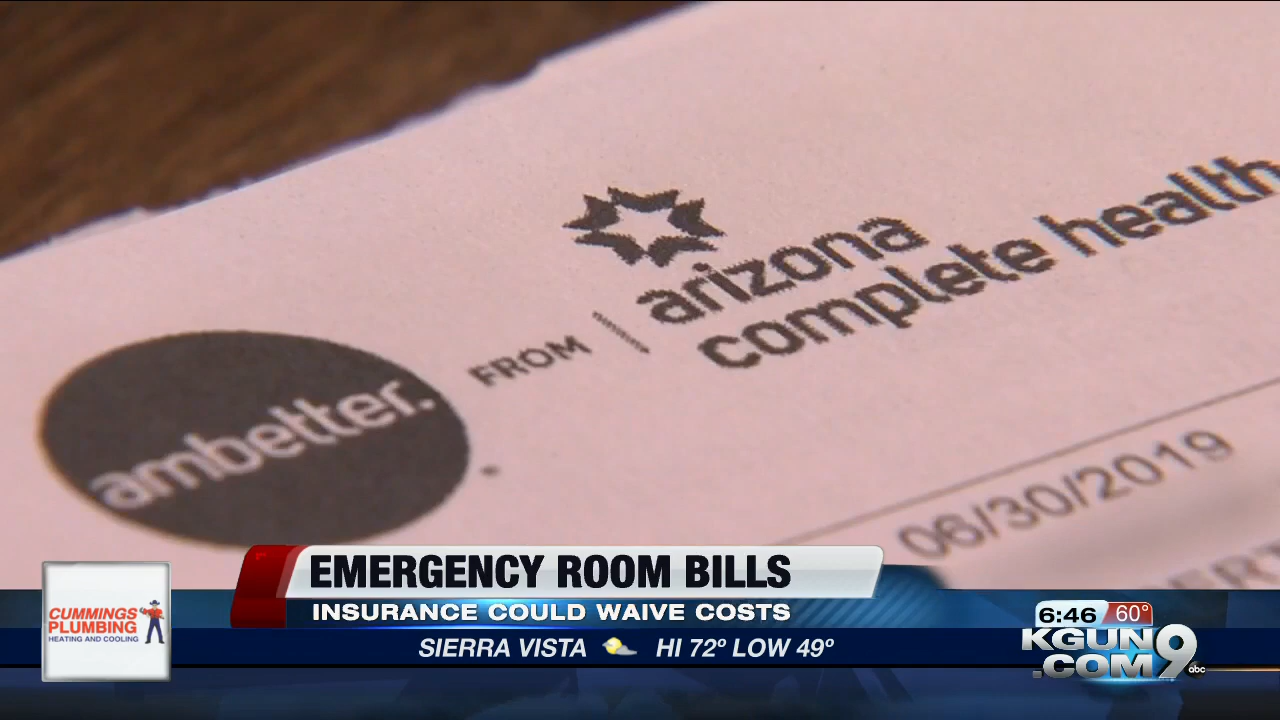 arizona
complete health
FROM
ambetter.
06/30/2019
EMERGENCY ROOM BILLS
INSURANCE COULD WAIVE COSTS
SIERRA VISTA HI 72° LOW 49°
CUMMINGS
PLUMBING
HEATING AND COOLING
6:46 60°
KGUN9
.COM
abc